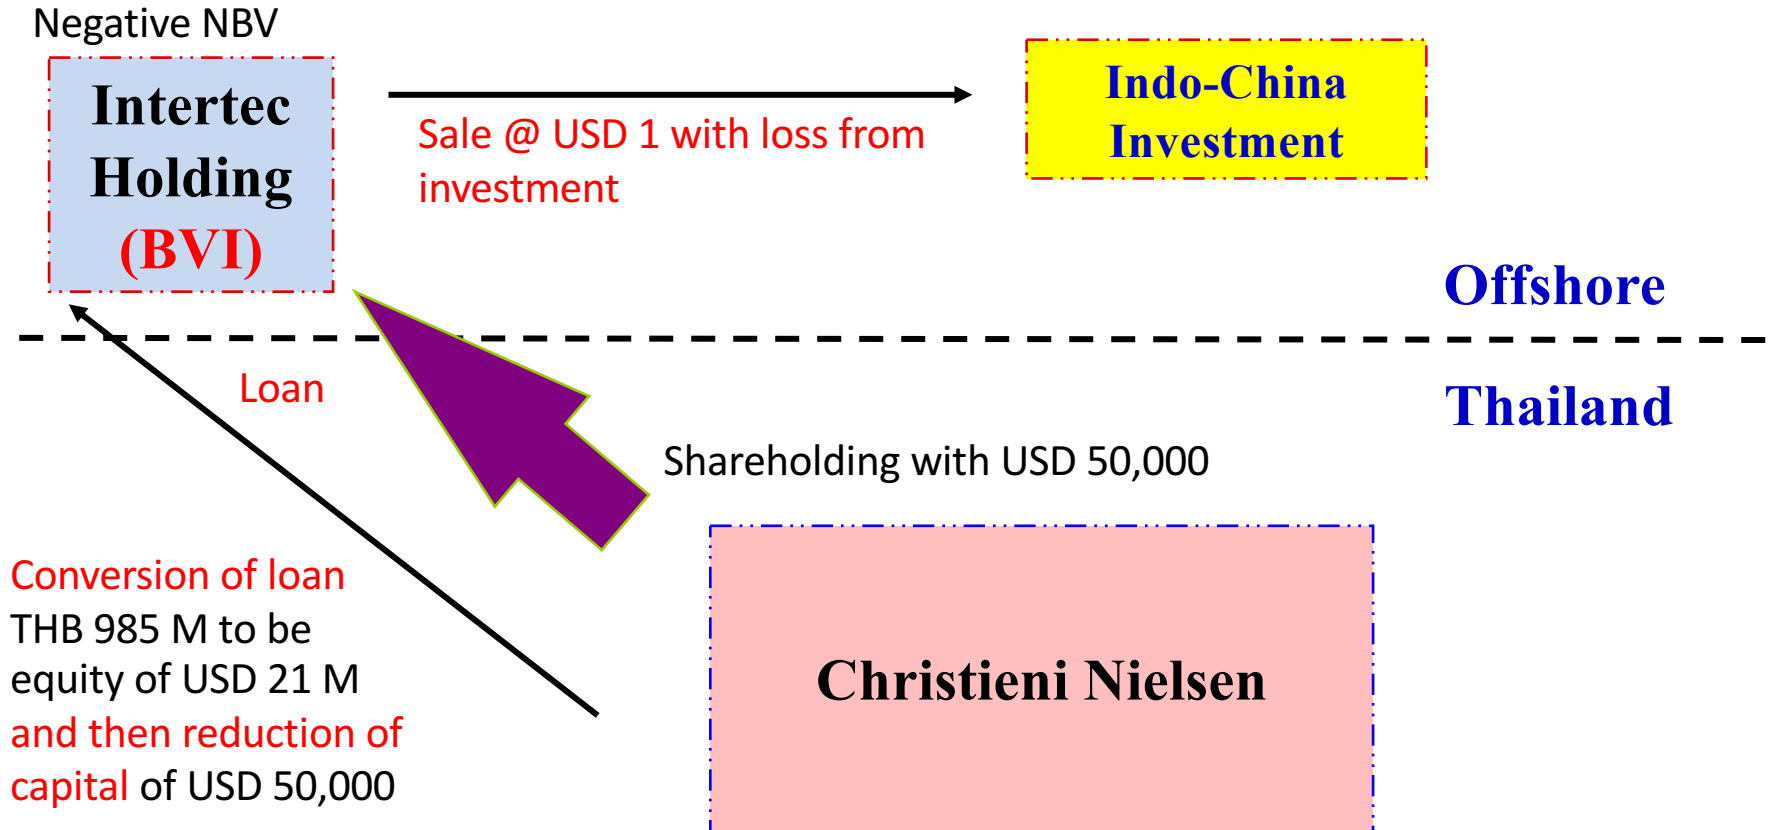 Negative NBV
Intertec
Holding
(BVI)
Sale @ USD 1 with loss from
investment
Indo-China
Investment
Offshore
Thailand
Loan
Shareholding with USD 50,000
Conversion of loan
THB 985 M to be
equity of USD 21 M
and then reduction of
capital of USD 50,000
Christieni Nielsen